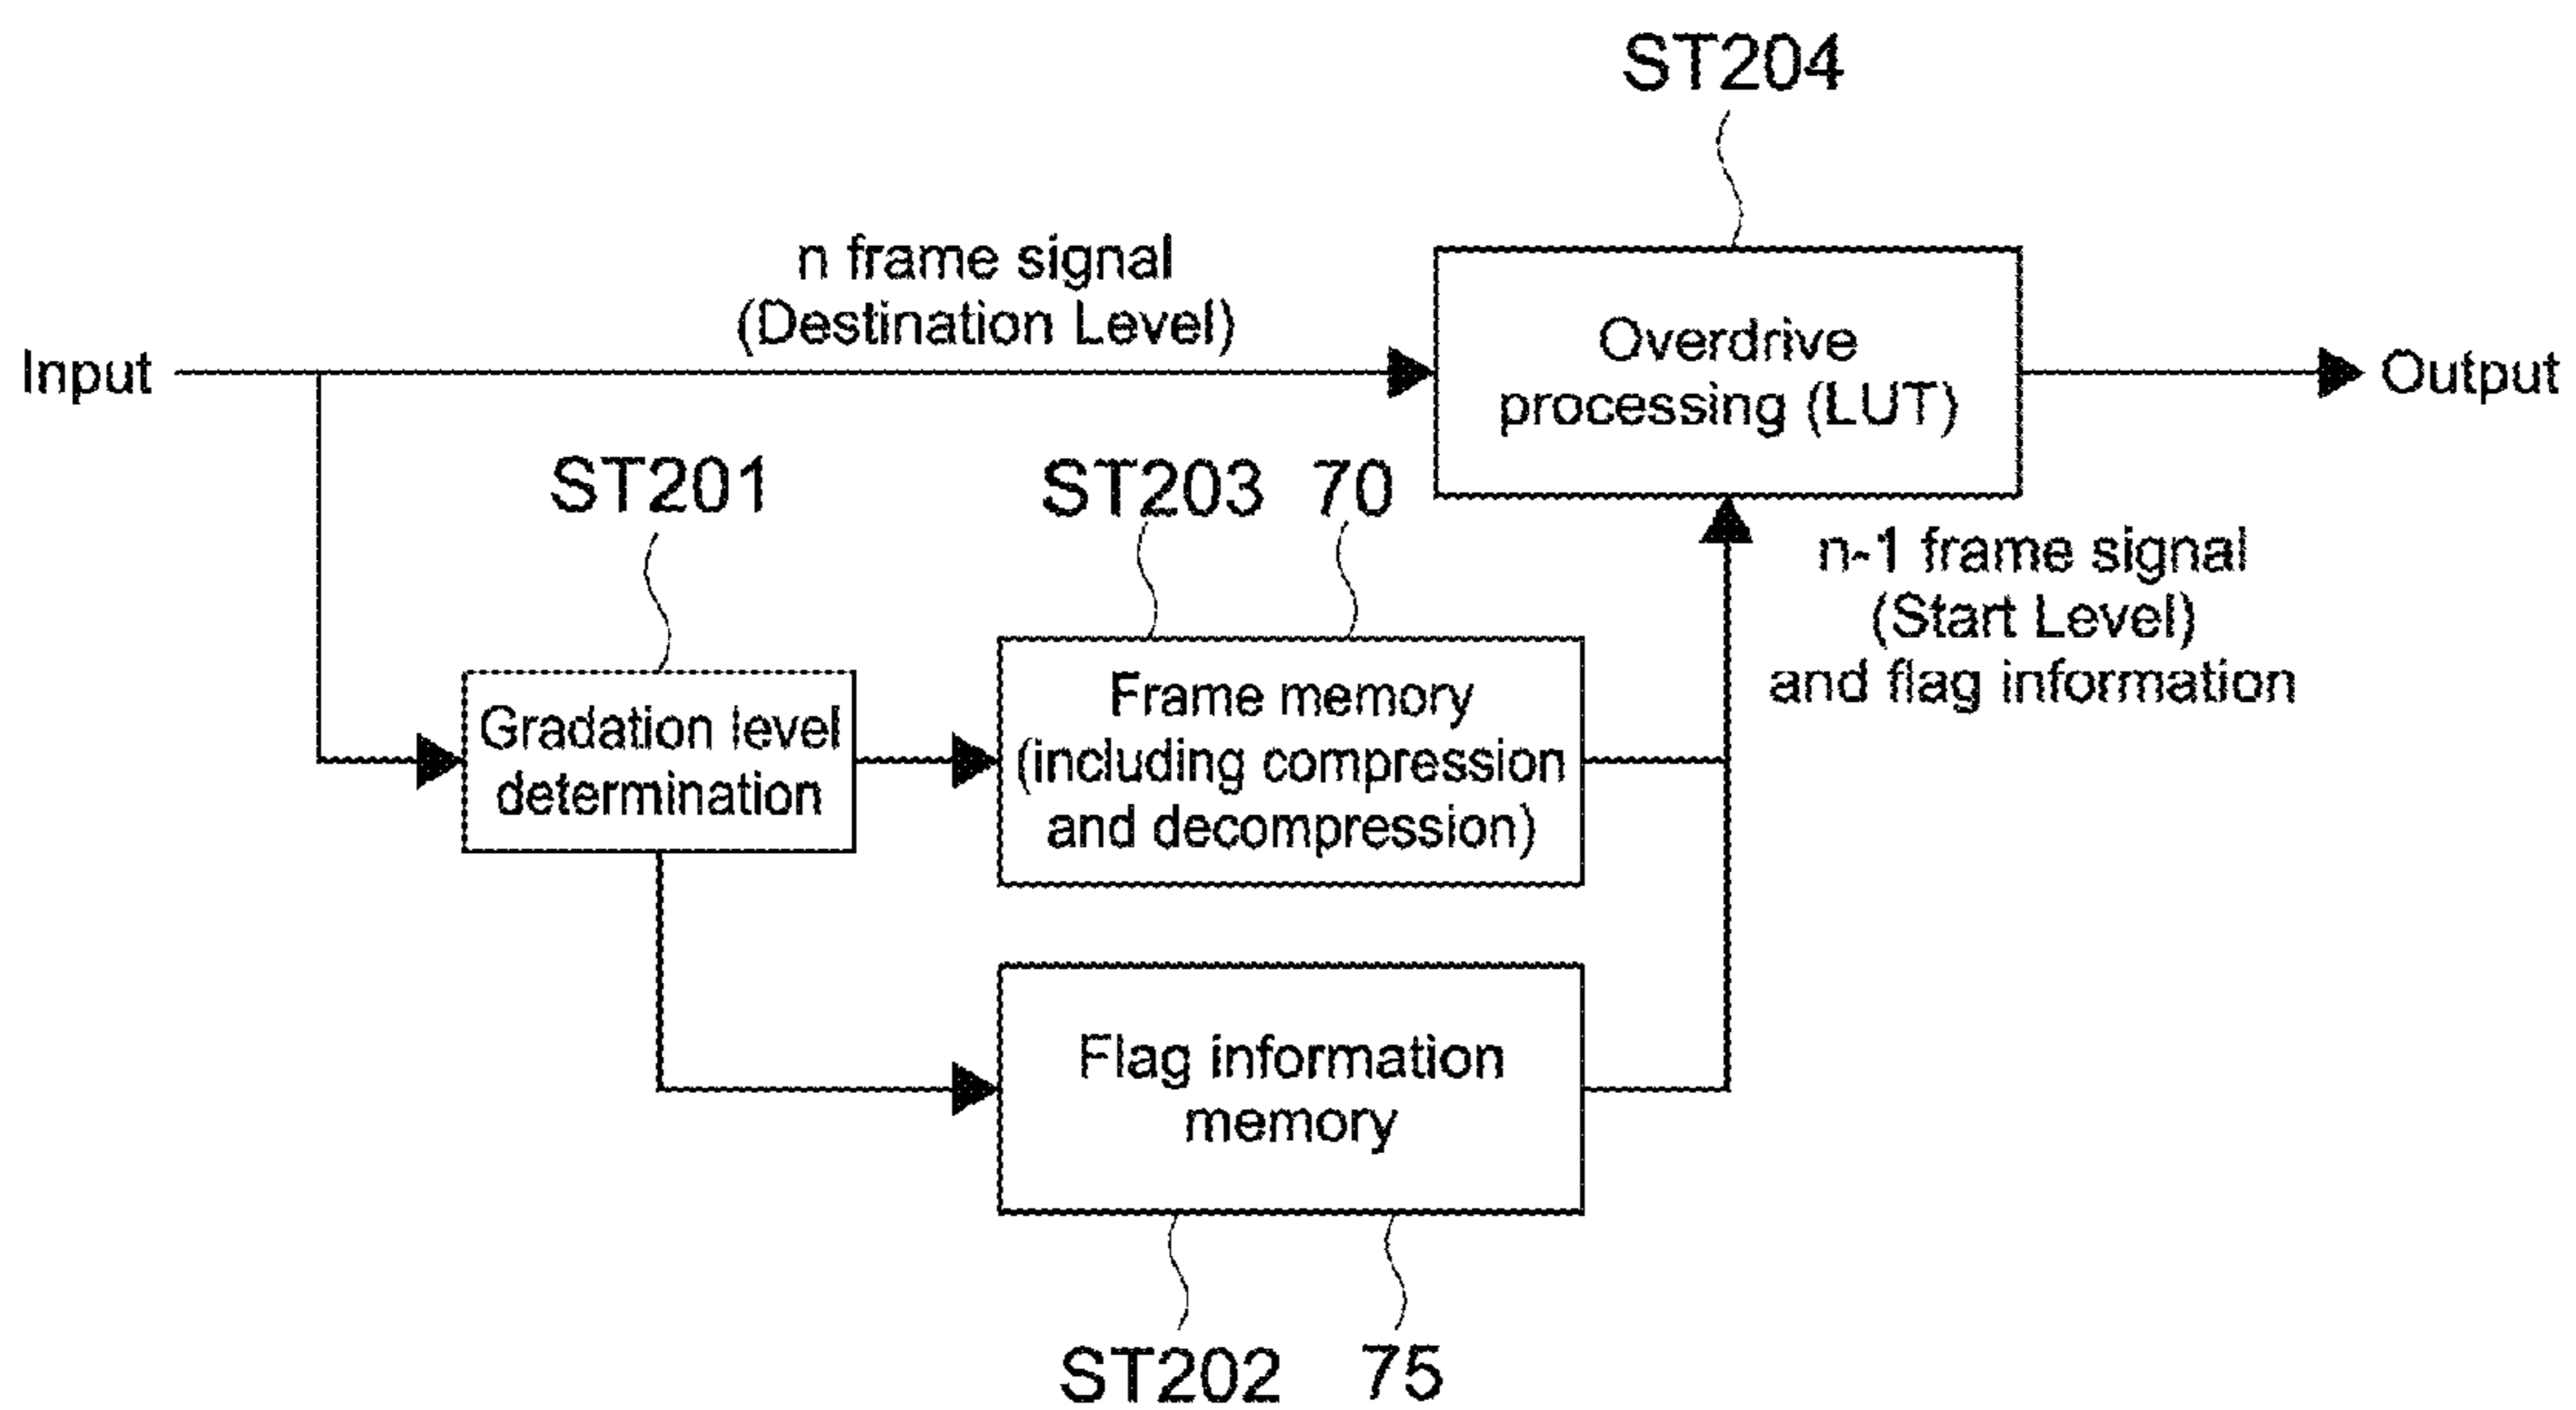 ST204
n frame signal
(Destination Level)
Input
Overdrive
processing (LUT)
Output
ST201
ST203 70
n-1 frame signal
(Start Level)
and flag information
Gradation level
determination
Frame memory
(including compression
and decompression)
Flag information
memory
ST202 75